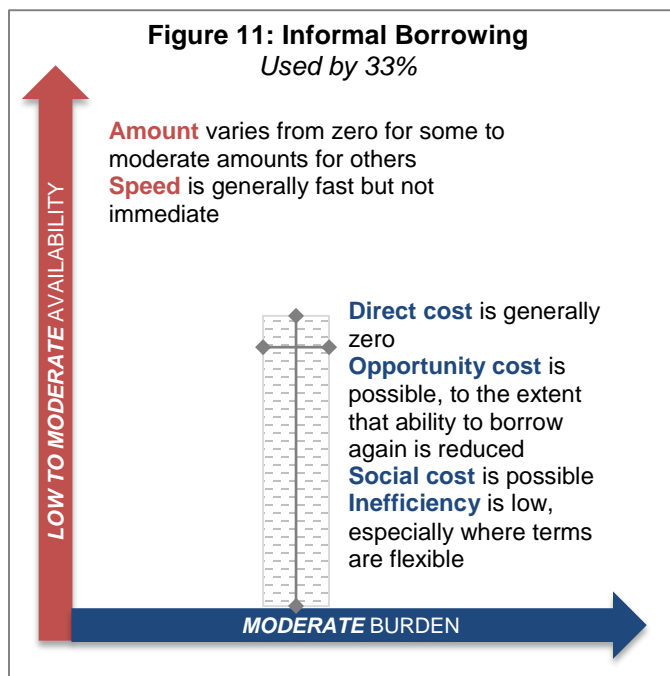 Figure 11: Informal Borrowing
Used by 33%
Amount varies from zero for some to
moderate amounts for others
Speed is generally fast but not
immediate
LOW TO MODERATE AVAILABILITY
Direct cost is generally
zero
Opportunity cost is
possible, to the extent
that ability to borrow
again is reduced
Social cost is possible
Inefficiency is low,
especially where terms
are flexible
MODERATE BURDEN